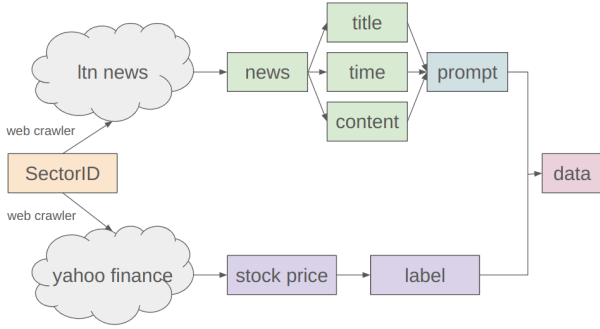 title
ltn news
news
time
prompt
content
web crawler
SectorID
data
web crawler
yahoo finance
stock price
label